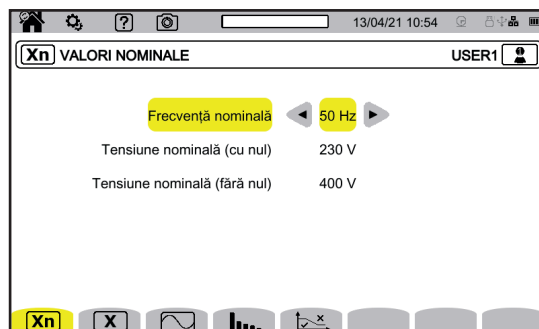 ? 13/04/21 10:54
Xn VALORI NOMINALE USER1
Frecvență nominală 50 Hz
Tensiune nominală (cu nul) 230 V
Tensiune nominală (fără nul) 400 V
Xn X